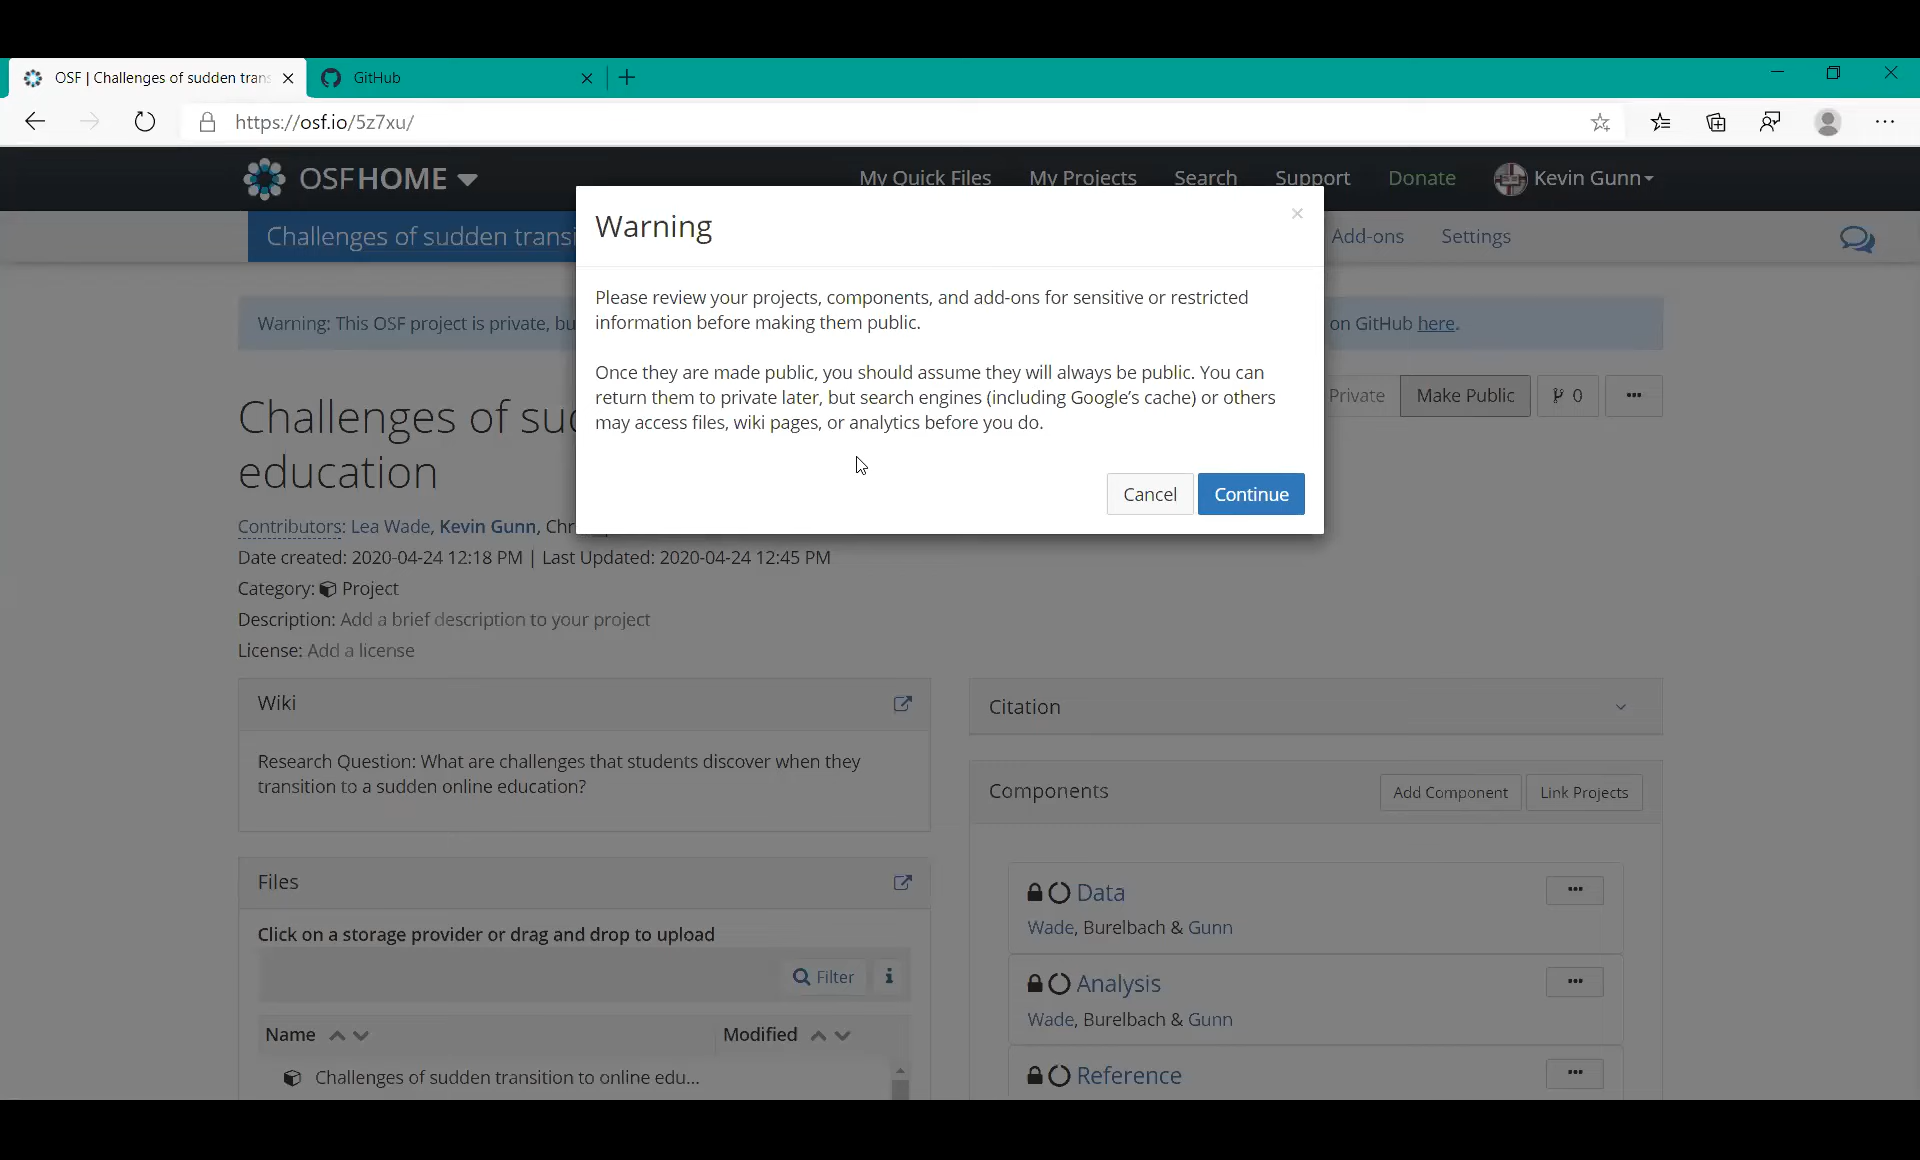 OSF | Challenges of sudden trans
GitHub
https://osf.io/5z7xu/
OSFHOME
My Quick Files
My Projects
Search
Support
Donate
Kevin Gunn
Challenges of sudden transi
Add-ons
Settings
Warning
×
Please review your projects, components, and add-ons for sensitive or restricted
information before making them public.
Once they are made public, you should assume they will always be public. You can
return them to private later, but search engines (including Google's cache) or others
may access files, wiki pages, or analytics before you do.
Cancel
Continue
Warning: This OSF project is private, bu
on GitHub here.
Private
Make Public
0
Challenges of su
education
Contributors: Lea Wade, Kevin Gunn, Chr
Date created: 2020-04-24 12:18 PM | Last Updated: 2020-04-24 12:45 PM
Category: Project
Description: Add a brief description to your project
License: Add a license
Wiki
Research Question: What are challenges that students discover when they
transition to a sudden online education?
Files
Click on a storage provider or drag and drop to upload
Filter
i
Name
Modified
Challenges of sudden transition to online edu...
Citation
Components
Add Component
Link Projects
Data
Wade, Burelbach & Gunn
Analysis
Wade, Burelbach & Gunn
Reference